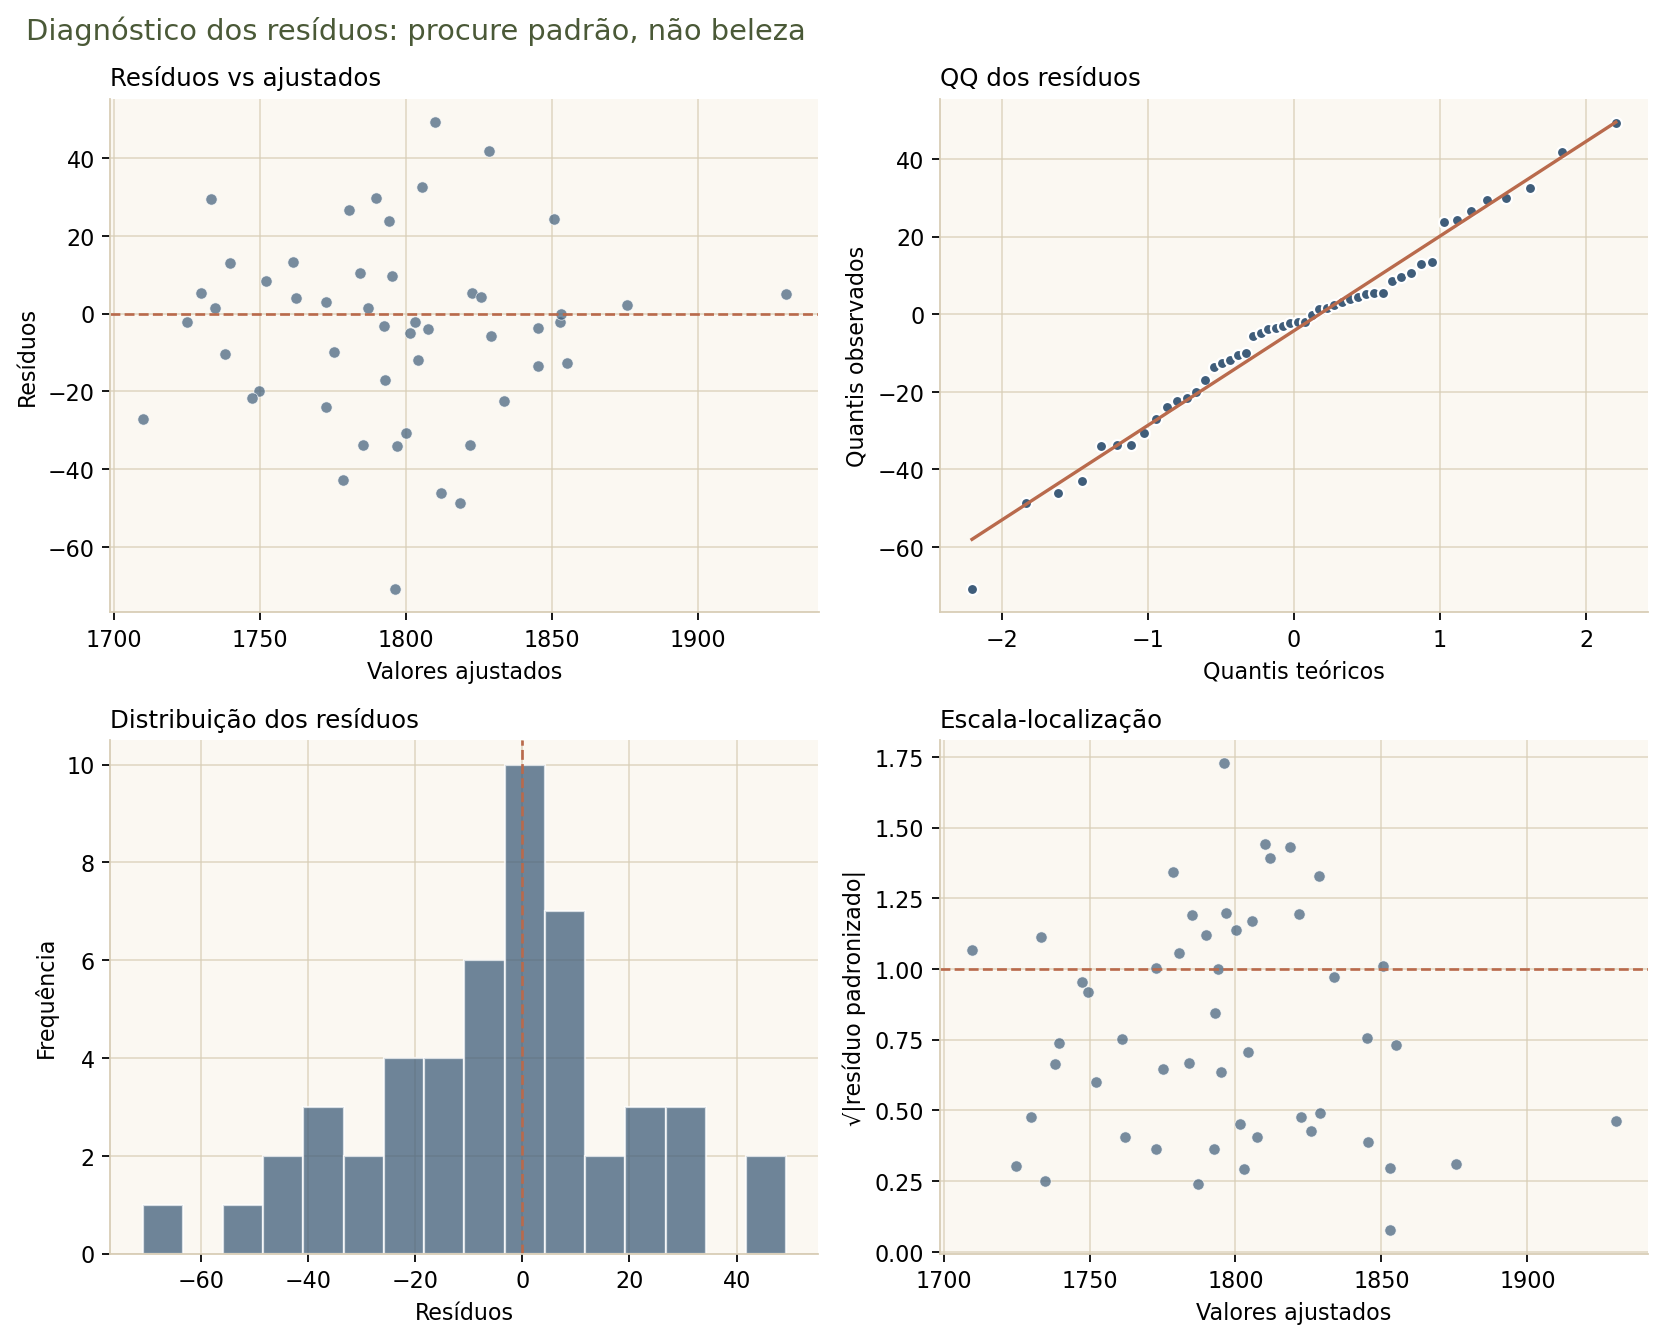 Diagnóstico dos resíduos: procure padrão, não beleza
Resíduos vs ajustados
40
20
0
−20
−40
−60
Resíduos
1700 1750 1800 1850 1900
Valores ajustados
QQ dos resíduos
40
20
0
−20
−40
−60
Quantis observados
−2 −1 0 1 2
Quantis teóricos
Distribuição dos resíduos
10
8
6
4
2
0
Frequência
−60 −40 −20 0 20 40
Resíduos
Escala-localização
1.75
1.50
1.25
1.00
0.75
0.50
0.25
0.00
√|resíduo padronizado|
1700 1750 1800 1850 1900
Valores ajustados